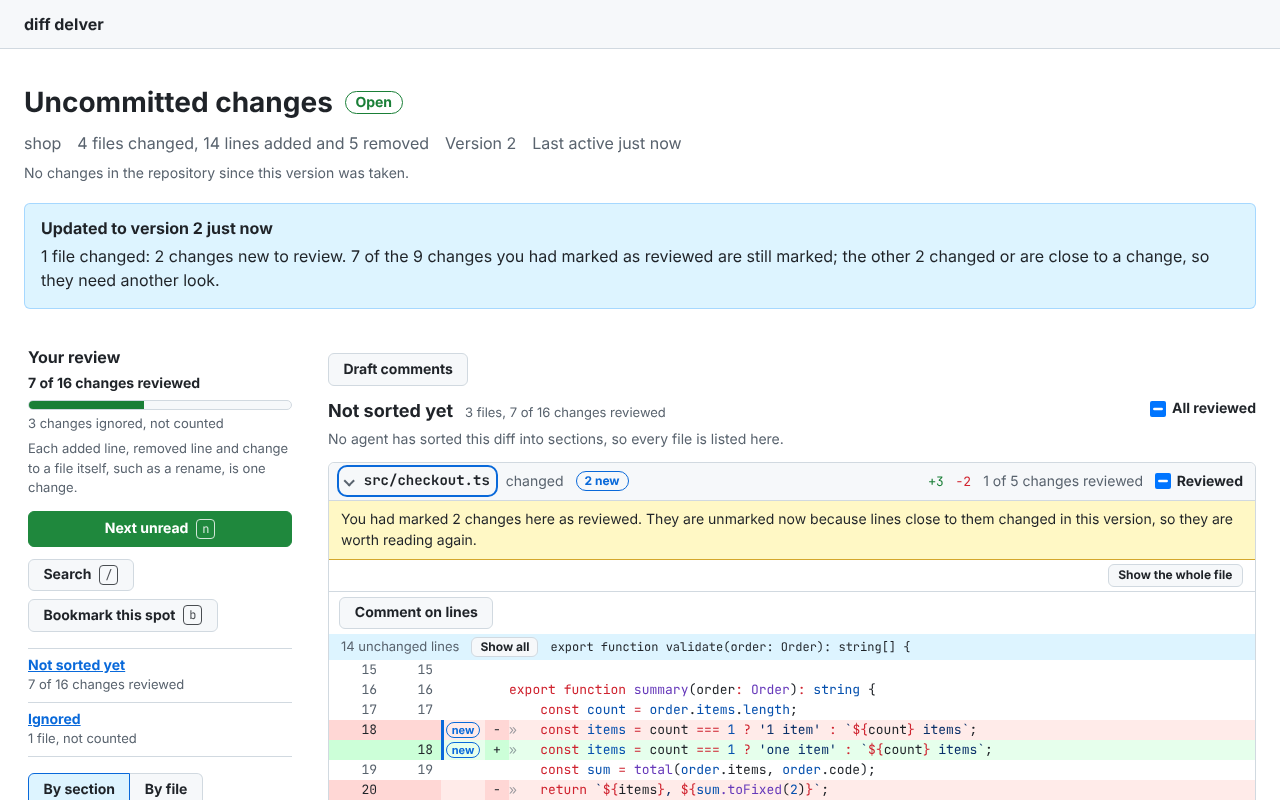 diff delver
Uncommitted changes Open
shop 4 files changed, 14 lines added and 5 removed Version 2 Last active just now
No changes in the repository since this version was taken.
Updated to version 2 just now
1 file changed: 2 changes new to review. 7 of the 9 changes you had marked as reviewed are still marked; the other 2 changed or are close to a change, so
they need another look.
Your review
7 of 16 changes reviewed
3 changes ignored, not counted
Each added line, removed line and change
to a file itself, such as a rename, is one
change.
Next unread n
Search /
Bookmark this spot b
Not sorted yet
7 of 16 changes reviewed
Ignored
1 file, not counted
By section By file
Draft comments
Not sorted yet 3 files, 7 of 16 changes reviewed All reviewed
No agent has sorted this diff into sections, so every file is listed here.
src/checkout.ts changed 2 new +3 -2 1 of 5 changes reviewed Reviewed
You had marked 2 changes here as reviewed. They are unmarked now because lines close to them changed in this version, so they are
worth reading again.
Show the whole file
Comment on lines
14 unchanged lines Show all export function validate(order: Order): string[] {
15 15
16 16 export function summary(order: Order): string {
17 17 const count = order.items.length;
18 new - » const items = count === 1 ? '1 item' : `${count} items`;
18 new + » const items = count === 1 ? 'one item' : `${count} items`;
19 19 const sum = total(order.items, order.code);
20 - » return `${items}, ${sum.toFixed(2)}`;